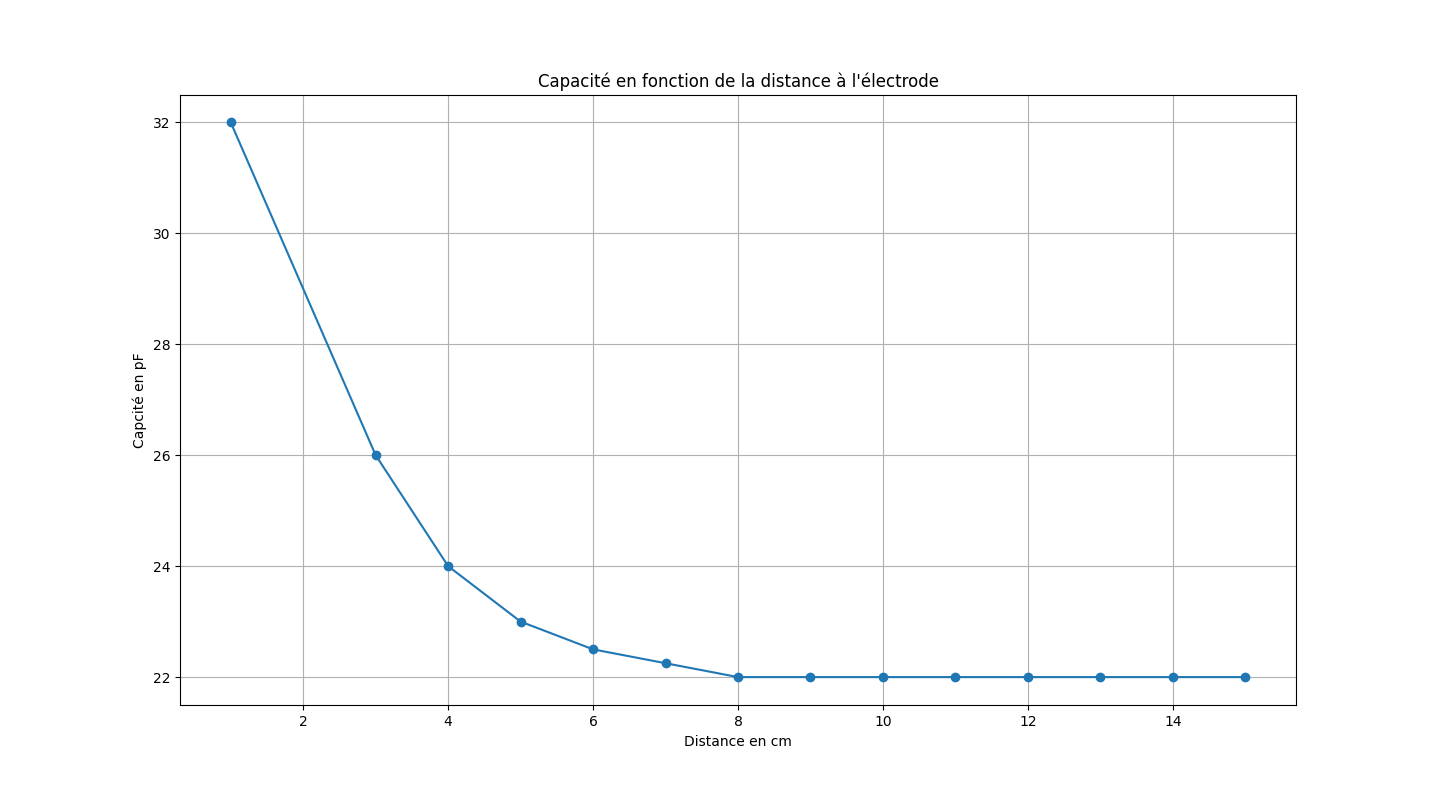 Capacité en fonction de la distance à l'électrode
32
30
28
26
24
22
Capcité en pF
2 4 6 8 10 12 14
Distance en cm